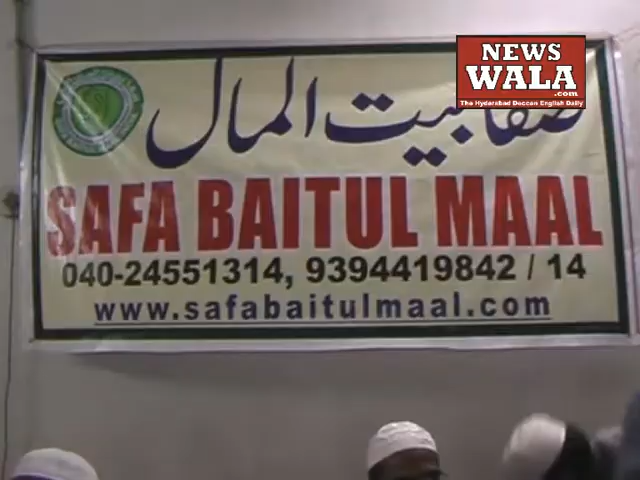 NEWS
WALA
.com
The Hyderabad Deccan English Daily
صفا بیت المال
SAFA BAITUL MAAL
040-24551314, 9394419842 / 14
www.safabaitulmaal.com